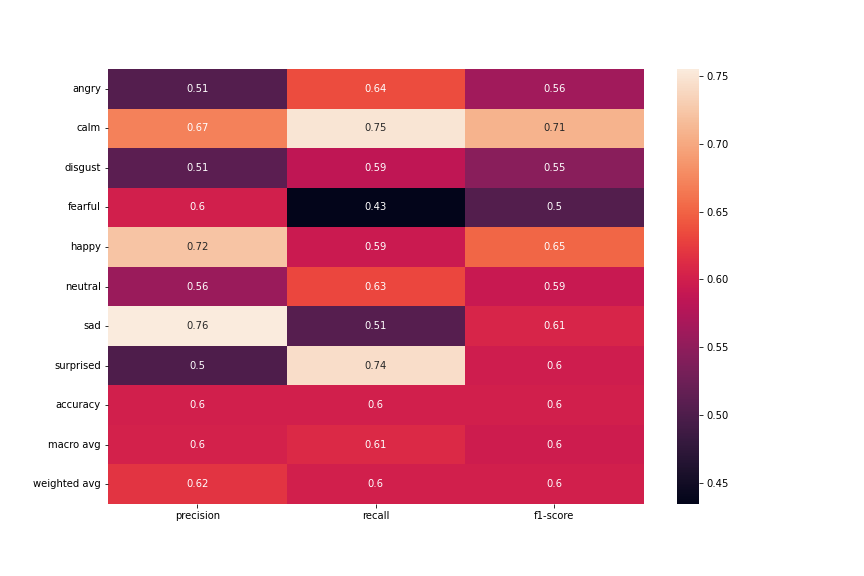 angry 0.51 0.64 0.56
calm 0.67 0.75 0.71
disgust 0.51 0.59 0.55
fearful 0.6 0.43 0.5
happy 0.72 0.59 0.65
neutral 0.56 0.63 0.59
sad 0.76 0.51 0.61
surprised 0.5 0.74 0.6
accuracy 0.6 0.6 0.6
macro avg 0.6 0.61 0.6
weighted avg 0.62 0.6 0.6
precision recall f1-score
0.75
0.70
0.65
0.60
0.55
0.50
0.45